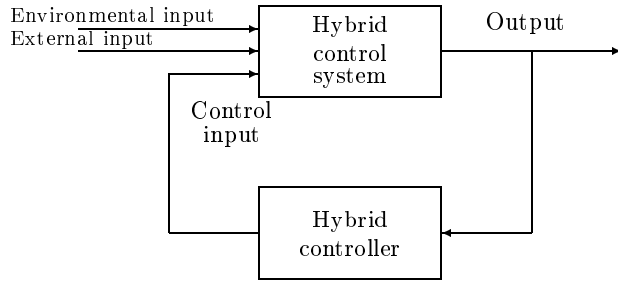 Environmental input
External input
Hybrid
control
system
Output
Control
input
Hybrid
controller